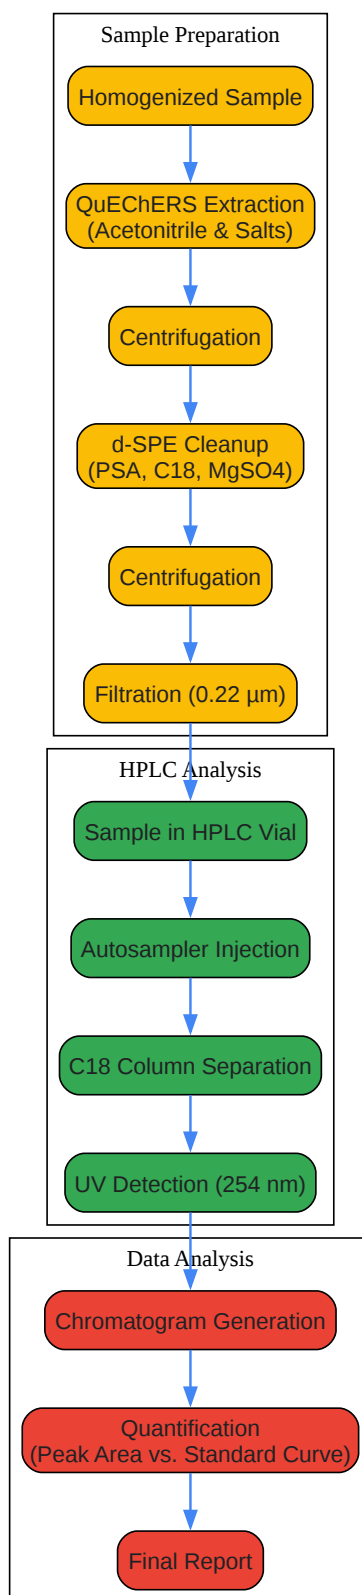 Sample Preparation
Homogenized Sample
QuEChERS Extraction
(Acetonitrile & Salts)
Centrifugation
d-SPE Cleanup
(PSA, C18, MgSO4)
Centrifugation
Filtration (0.22 µm)
HPLC Analysis
Sample in HPLC Vial
Autosampler Injection
C18 Column Separation
UV Detection (254 nm)
Data Analysis
Chromatogram Generation
Quantification
(Peak Area vs. Standard Curve)
Final Report